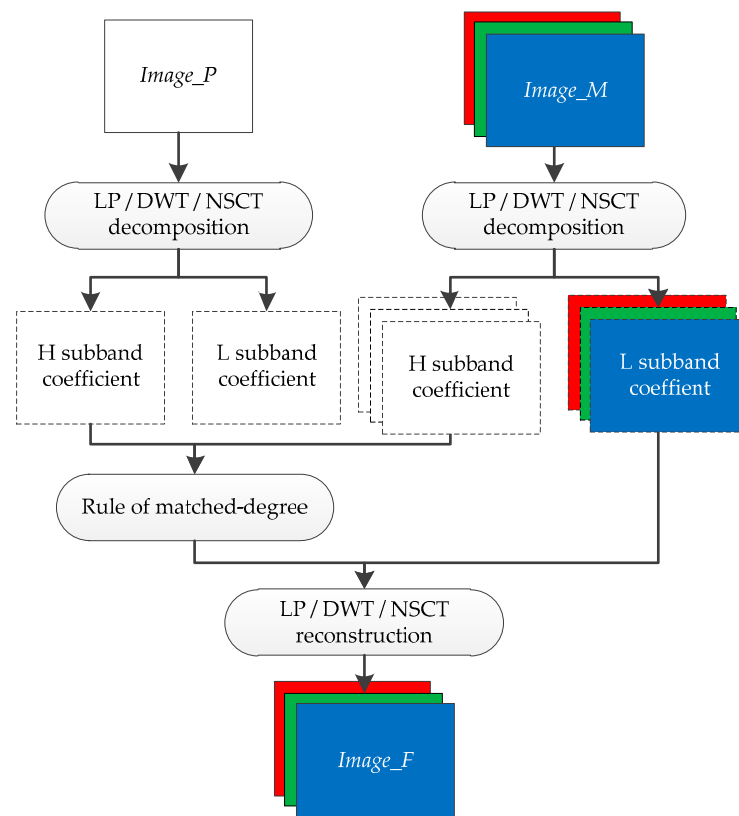 Image_P
Image_M
LP / DWT / NSCT
decomposition
LP / DWT / NSCT
decomposition
H subband
coefficient
L subband
coefficient
H subband
coefficient
L subband
coeffient
Rule of matched-degree
LP / DWT / NSCT
reconstruction
Image_F